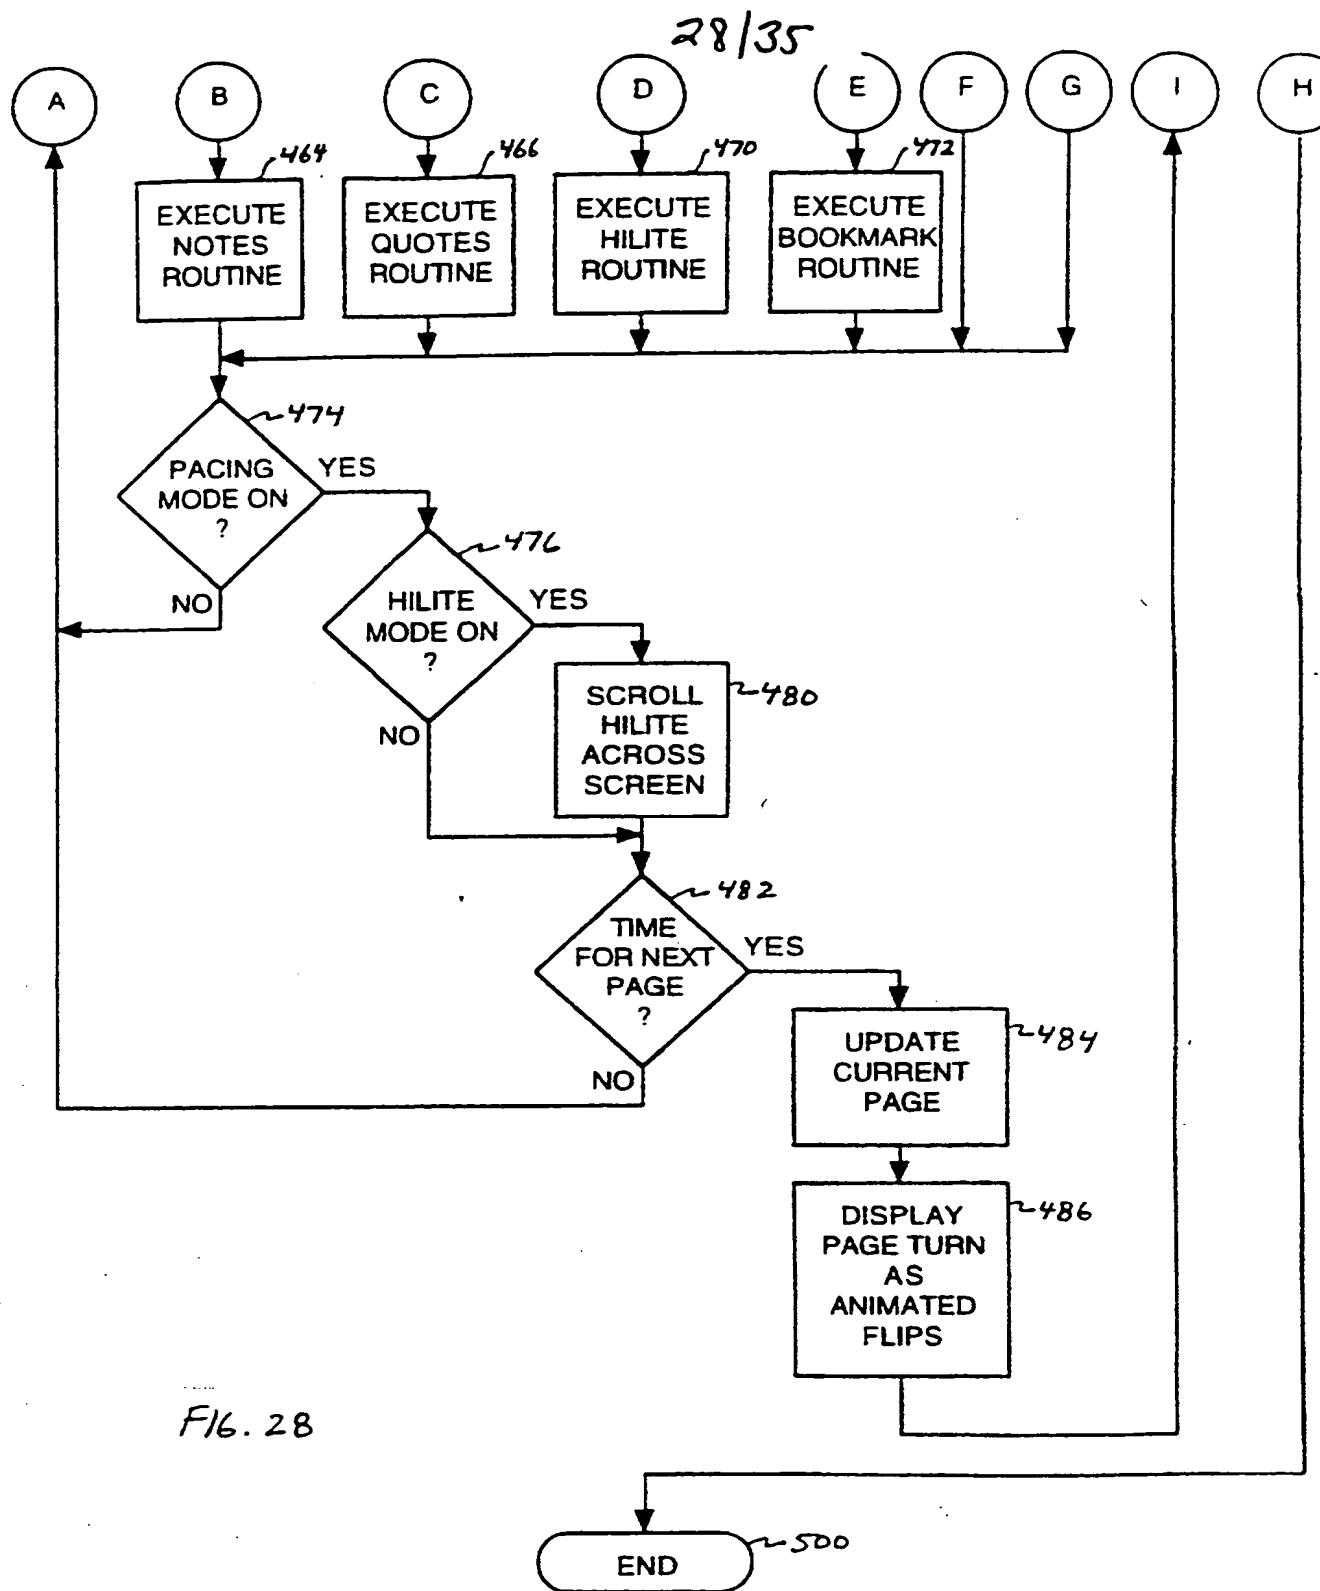 28/35
A B C D E F G I H
464
466
470
472
EXECUTE
NOTES
ROUTINE
EXECUTE
QUOTES
ROUTINE
EXECUTE
HILITE
ROUTINE
EXECUTE
BOOKMARK
ROUTINE
474
PACING
MODE ON
?
YES
NO
476
HILITE
MODE ON
?
YES
NO
480
SCROLL
HILITE
ACROSS
SCREEN
482
TIME
FOR NEXT
PAGE
?
YES
NO
484
UPDATE
CURRENT
PAGE
486
DISPLAY
PAGE TURN
AS
ANIMATED
FLIPS
FIG. 28
500
END